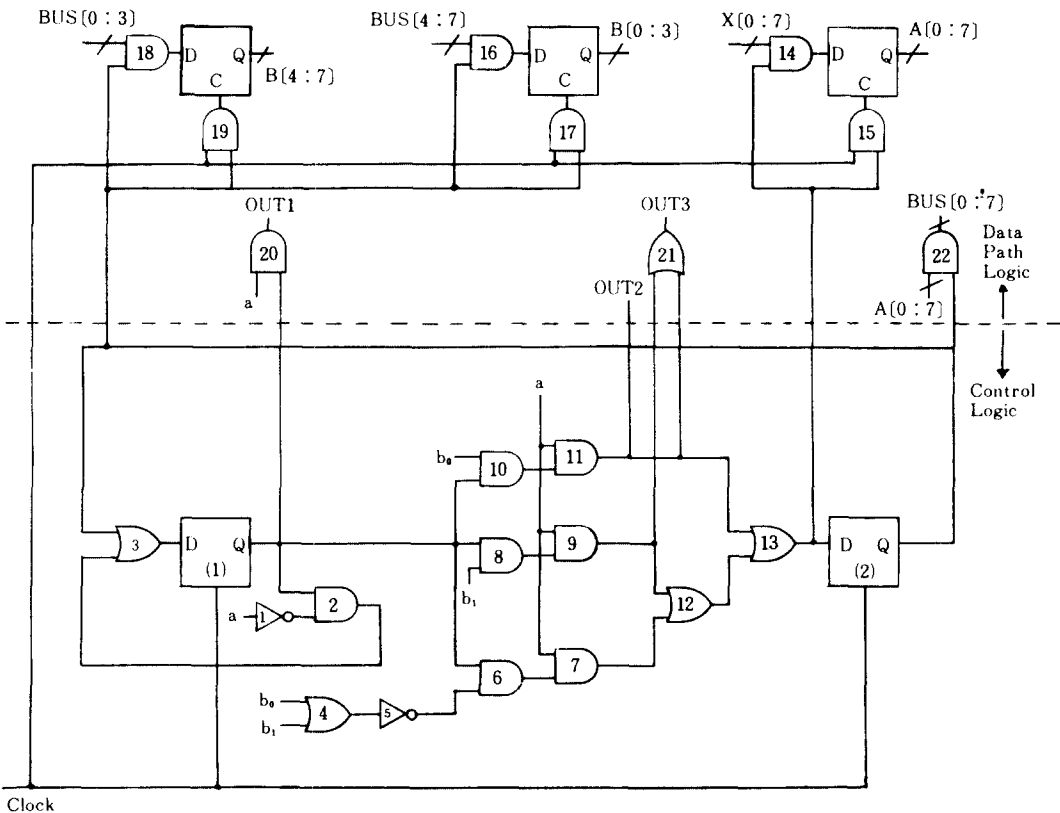 BUS[0:3]
18
D Q
C
B[4:7]
19
BUS[4:7]
16
D Q
C
B[0:3]
17
X[0:7]
14
D Q
C
A[0:7]
15
OUT1
20
a
OUT3
21
OUT2
BUS[0:7]
22
A[0:7]
Data
Path
Logic
Control
Logic
a
b₀
10
11
3
D Q
(1)
8
b₁
9
13
D Q
(2)
a
1
2
12
6
7
b₀
b₁
4
5
Clock